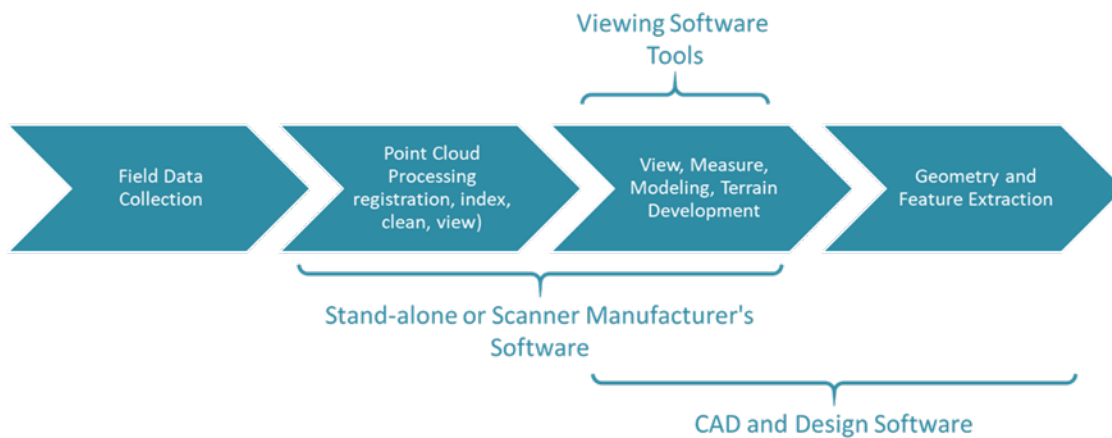 Viewing Software
Tools
Field Data
Collection
Point Cloud
Processing
registration, index,
clean, view)
View, Measure,
Modeling, Terrain
Development
Geometry and
Feature Extraction
Stand-alone or Scanner Manufacturer's
Software
CAD and Design Software